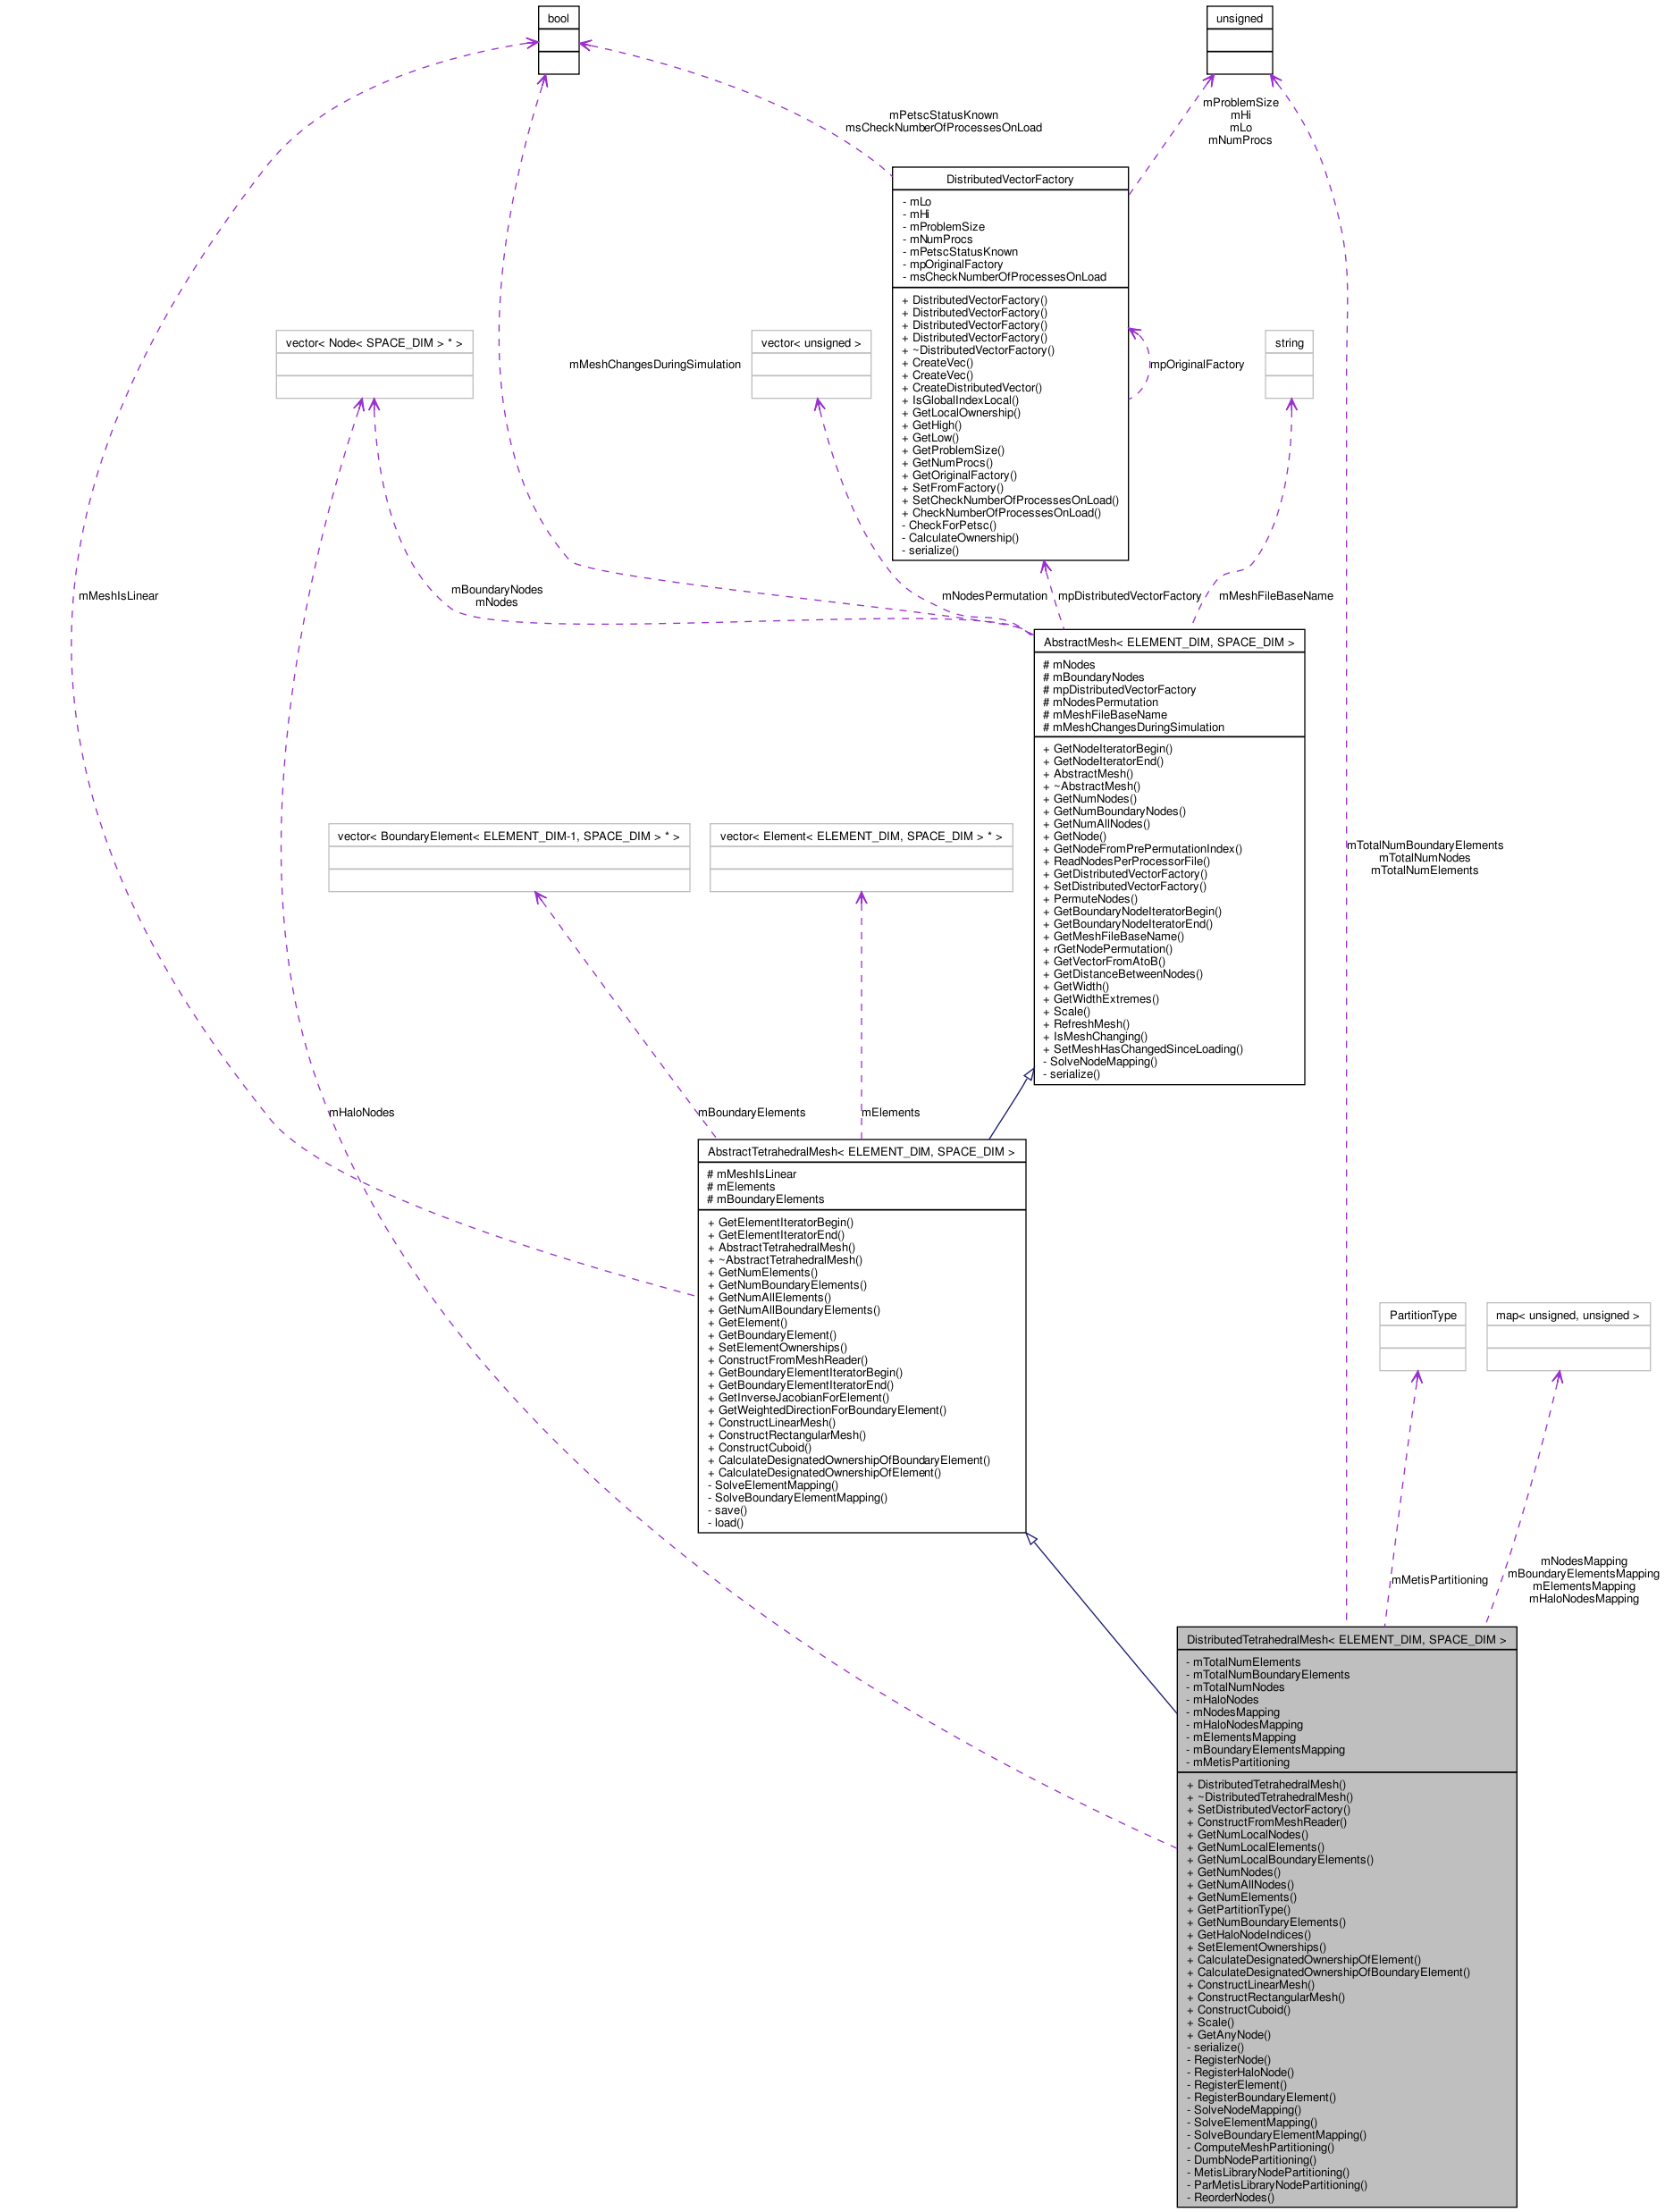 bool
unsigned
mProblemSize
mHi
mLo
mNumProcs
mPetscStatusKnown
msCheckNumberOfProcessesOnLoad
DistributedVectorFactory
- mLo
- mHi
- mProblemSize
- mNumProcs
- mPetscStatusKnown
- mpOriginalFactory
- msCheckNumberOfProcessesOnLoad
+ DistributedVectorFactory()
+ DistributedVectorFactory()
+ DistributedVectorFactory()
+ DistributedVectorFactory()
+ ~DistributedVectorFactory()
+ CreateVec()
+ CreateVec()
+ CreateDistributedVector()
+ IsGlobalIndexLocal()
+ GetLocalOwnership()
+ GetHigh()
+ GetLow()
+ GetProblemSize()
+ GetNumProcs()
+ GetOriginalFactory()
+ SetFromFactory()
+ SetCheckNumberOfProcessesOnLoad()
+ CheckNumberOfProcessesOnLoad()
- CheckForPetsc()
- CalculateOwnership()
- serialize()
vector< Node< SPACE_DIM > * >
mMeshChangesDuringSimulation
vector< unsigned >
mpOriginalFactory
string
mMeshIsLinear
mBoundaryNodes
mNodes
mNodesPermutation
mpDistributedVectorFactory
mMeshFileBaseName
AbstractMesh< ELEMENT_DIM, SPACE_DIM >
# mNodes
# mBoundaryNodes
# mpDistributedVectorFactory
# mNodesPermutation
# mMeshFileBaseName
# mMeshChangesDuringSimulation
+ GetNodeIteratorBegin()
+ GetNodeIteratorEnd()
+ AbstractMesh()
+ ~AbstractMesh()
+ GetNumNodes()
+ GetNumBoundaryNodes()
+ GetNumAllNodes()
+ GetNode()
+ GetNodeFromPrePermutationIndex()
+ ReadNodesPerProcessorFile()
+ GetDistributedVectorFactory()
+ SetDistributedVectorFactory()
+ PermuteNodes()
+ GetBoundaryNodeIteratorBegin()
+ GetBoundaryNodeIteratorEnd()
+ GetMeshFileBaseName()
+ rGetNodePermutation()
+ GetVectorFromAtoB()
+ GetDistanceBetweenNodes()
+ GetWidth()
+ GetWidthExtremes()
+ Scale()
+ RefreshMesh()
+ IsMeshChanging()
+ SetMeshHasChangedSinceLoading()
- SolveNodeMapping()
- serialize()
vector< BoundaryElement< ELEMENT_DIM-1, SPACE_DIM > * >
vector< Element< ELEMENT_DIM, SPACE_DIM > * >
mTotalNumBoundaryElements
mTotalNumNodes
mTotalNumElements
mHaloNodes
mBoundaryElements
mElements
AbstractTetrahedralMesh< ELEMENT_DIM, SPACE_DIM >
# mMeshIsLinear
# mElements
# mBoundaryElements
+ GetElementIteratorBegin()
+ GetElementIteratorEnd()
+ AbstractTetrahedralMesh()
+ ~AbstractTetrahedralMesh()
+ GetNumElements()
+ GetNumBoundaryElements()
+ GetNumAllElements()
+ GetNumAllBoundaryElements()
+ GetElement()
+ GetBoundaryElement()
+ SetElementOwnerships()
+ ConstructFromMeshReader()
+ GetBoundaryElementIteratorBegin()
+ GetBoundaryElementIteratorEnd()
+ GetInverseJacobianForElement()
+ GetWeightedDirectionForBoundaryElement()
+ ConstructLinearMesh()
+ ConstructRectangularMesh()
+ ConstructCuboid()
+ CalculateDesignatedOwnershipOfBoundaryElement()
+ CalculateDesignatedOwnershipOfElement()
- SolveElementMapping()
- SolveBoundaryElementMapping()
- save()
- load()
PartitionType
map< unsigned, unsigned >
mMetisPartitioning
mNodesMapping
mBoundaryElementsMapping
mElementsMapping
mHaloNodesMapping
DistributedTetrahedralMesh< ELEMENT_DIM, SPACE_DIM >
- mTotalNumElements
- mTotalNumBoundaryElements
- mTotalNumNodes
- mHaloNodes
- mNodesMapping
- mHaloNodesMapping
- mElementsMapping
- mBoundaryElementsMapping
- mMetisPartitioning
+ DistributedTetrahedralMesh()
+ ~DistributedTetrahedralMesh()
+ SetDistributedVectorFactory()
+ ConstructFromMeshReader()
+ GetNumLocalNodes()
+ GetNumLocalElements()
+ GetNumLocalBoundaryElements()
+ GetNumNodes()
+ GetNumAllNodes()
+ GetNumElements()
+ GetPartitionType()
+ GetNumBoundaryElements()
+ GetHaloNodeIndices()
+ SetElementOwnerships()
+ CalculateDesignatedOwnershipOfElement()
+ CalculateDesignatedOwnershipOfBoundaryElement()
+ ConstructLinearMesh()
+ ConstructRectangularMesh()
+ ConstructCuboid()
+ Scale()
+ GetAnyNode()
- serialize()
- RegisterNode()
- RegisterHaloNode()
- RegisterElement()
- RegisterBoundaryElement()
- SolveNodeMapping()
- SolveElementMapping()
- SolveBoundaryElementMapping()
- ComputeMeshPartitioning()
- DumbNodePartitioning()
- MetisLibraryNodePartitioning()
- ParMetisLibraryNodePartitioning()
- ReorderNodes()